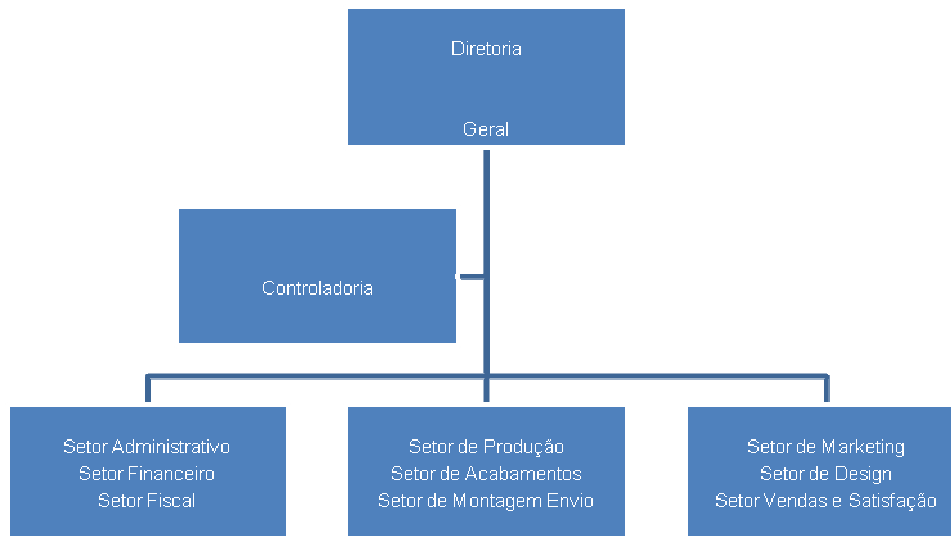 Diretoria
Geral
Controladoria
Setor Administrativo
Setor Financeiro
Setor Fiscal
Setor de Produção
Setor de Acabamentos
Setor de Montagem Envio
Setor de Marketing
Setor de Design
Setor Vendas e Satisfação